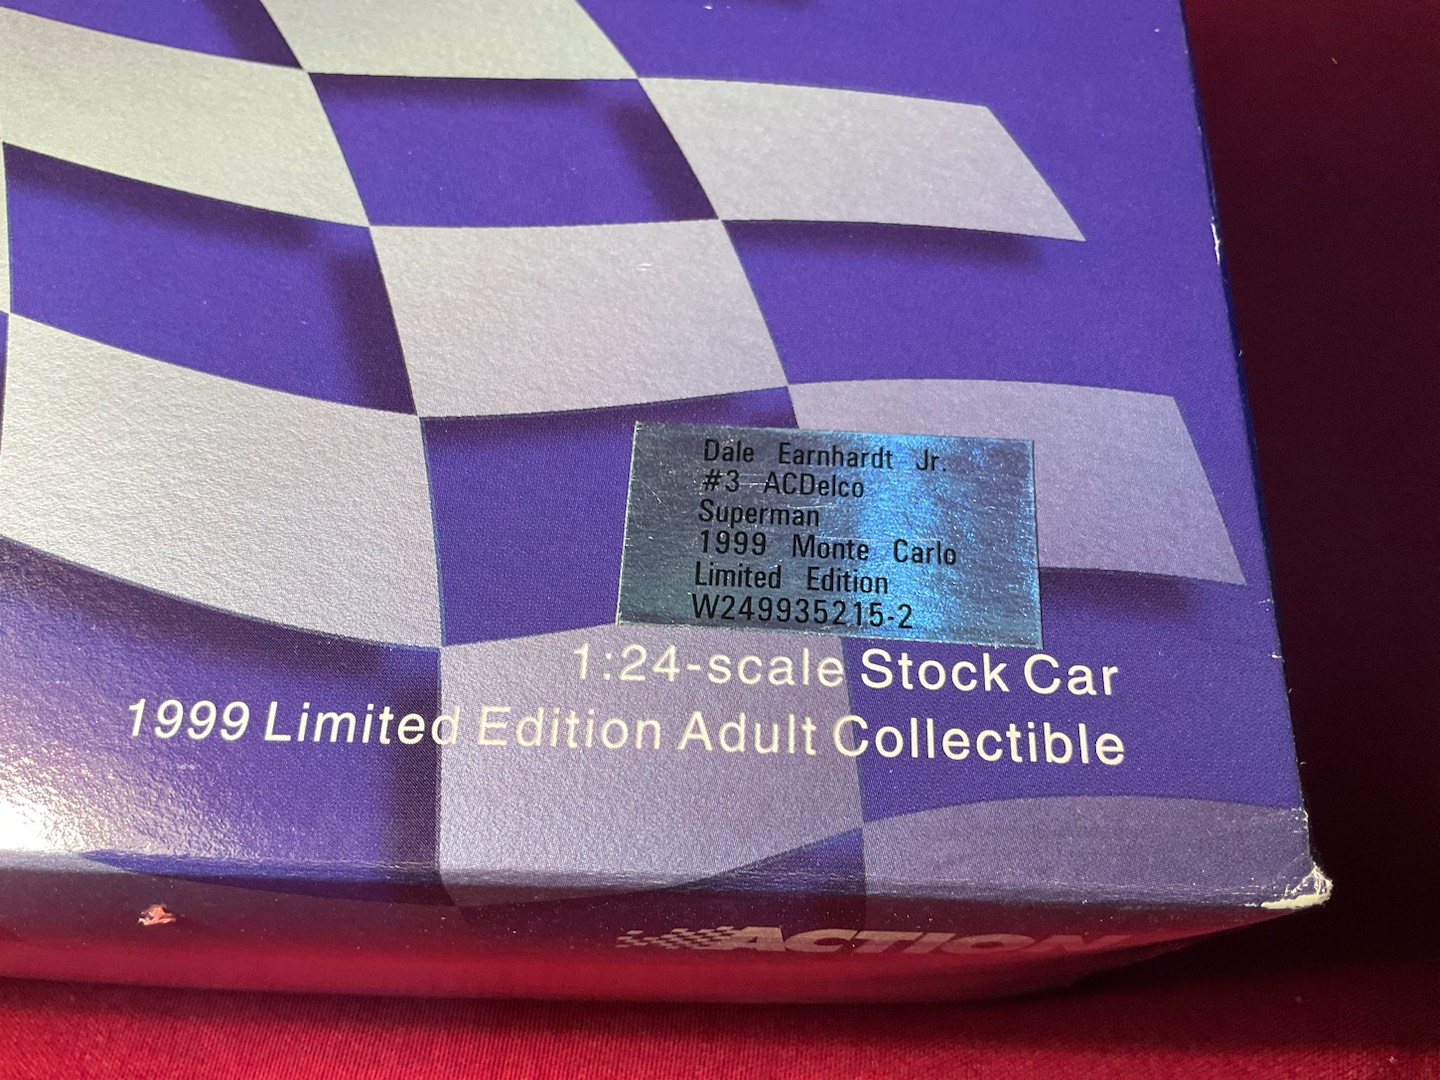 Dale Earnhardt Jr.
#3 ACDelco
Superman
1999 Monte Carlo
Limited Edition
W249935215-2
1:24-scale Stock Car
1999 Limited Edition Adult Collectible
ACTION